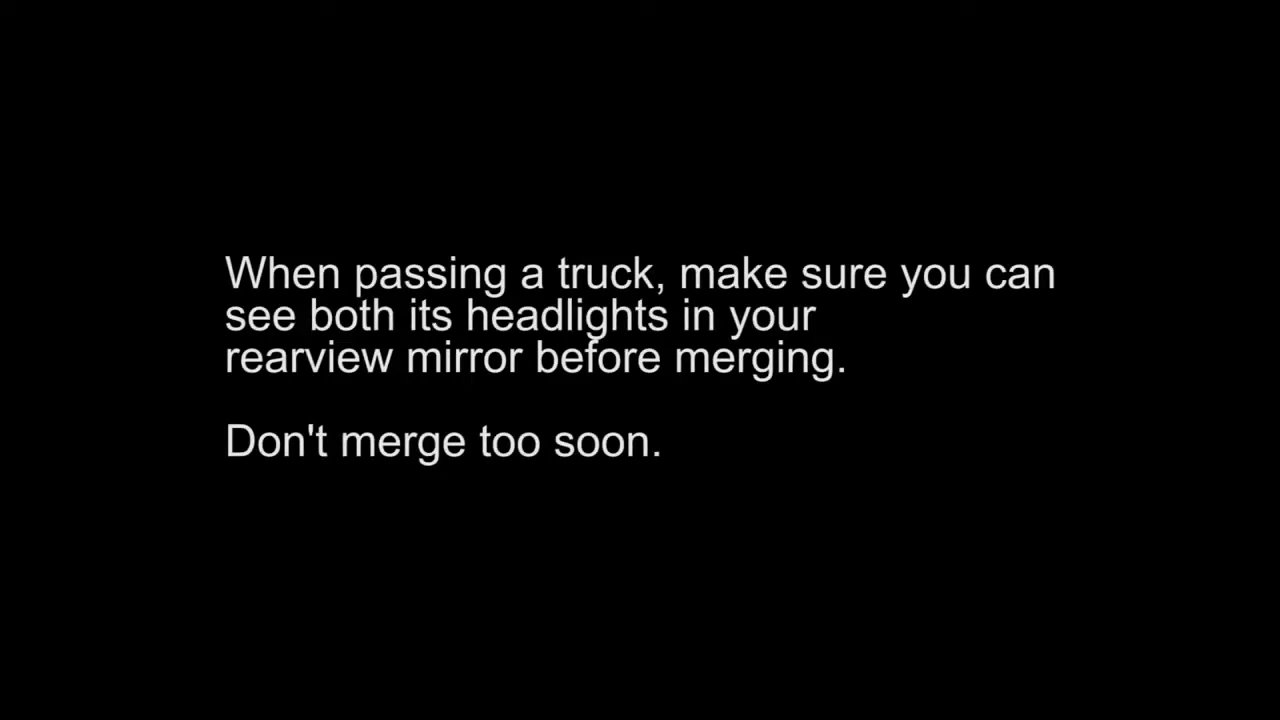 When passing a truck, make sure you can
see both its headlights in your
rearview mirror before merging.
Don't merge too soon.